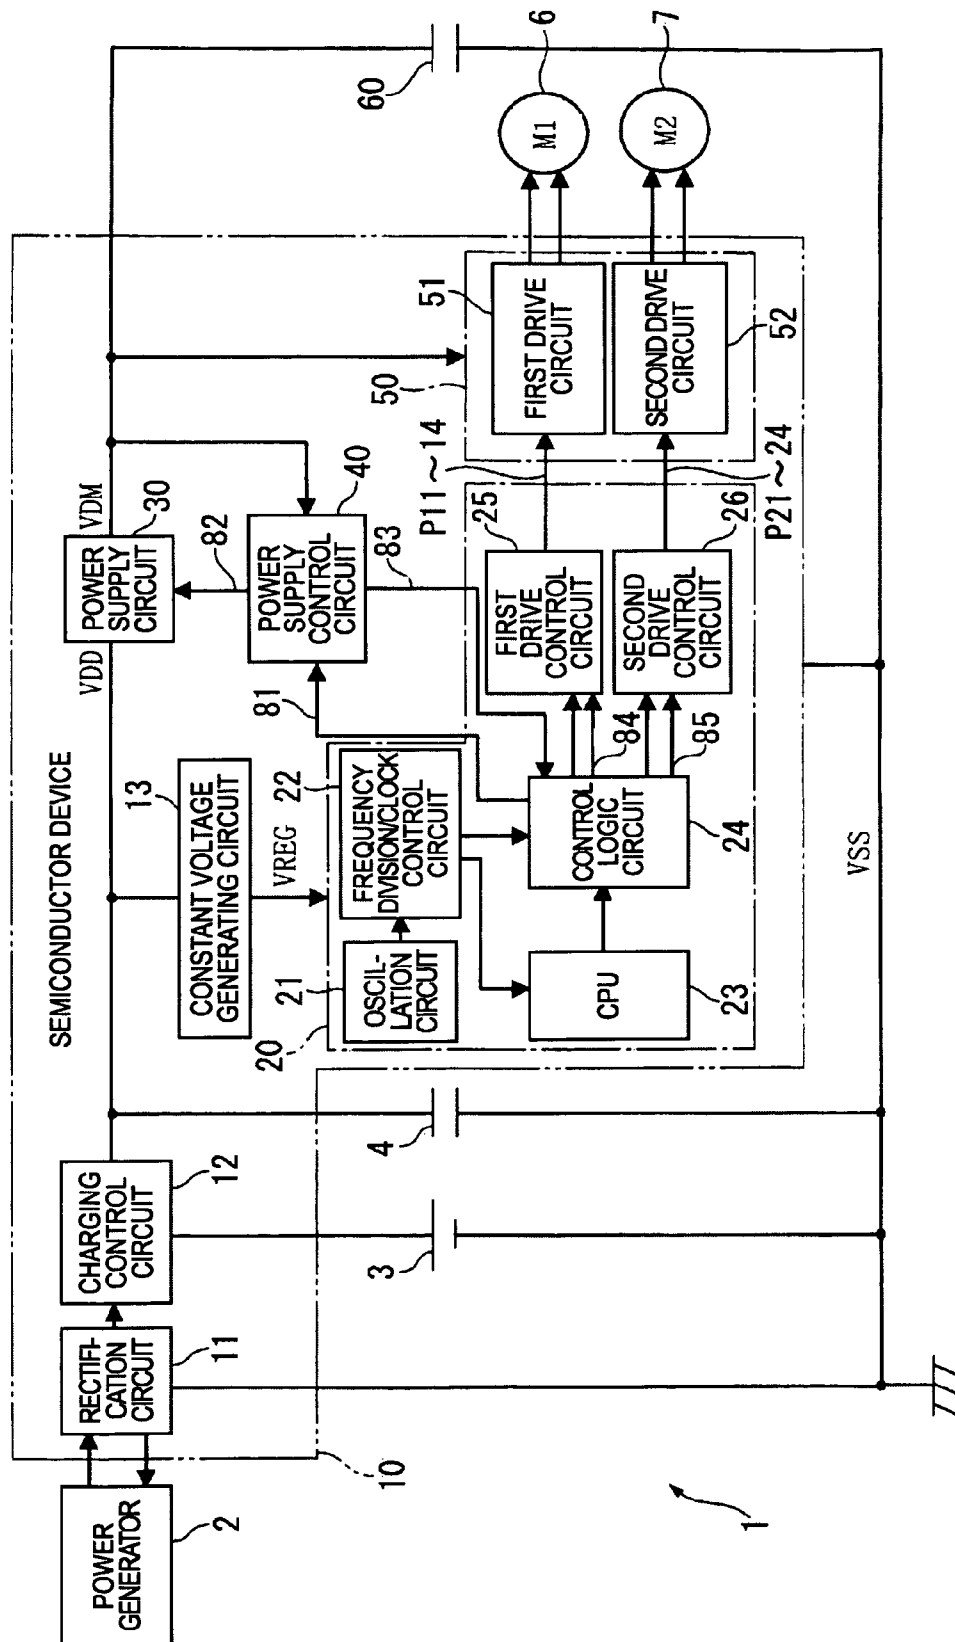 SEMICONDUCTOR DEVICE
POWER
GENERATOR
2
10
RECTIFI-
CATION
CIRCUIT
11
CHARGING
CONTROL
CIRCUIT
12
3
4
CONSTANT VOLTAGE
GENERATING CIRCUIT
13
VREG
VDD
POWER
SUPPLY
CIRCUIT
30
VDM
82
POWER SUPPLY
CONTROL
CIRCUIT
40
81
83
60
20
OSCIL-
LATION
CIRCUIT
21
FREQUENCY
DIVISION/CLOCK
CONTROL
CIRCUIT
22
CPU
23
CONTROL
LOGIC
CIRCUIT
24
84
85
FIRST
DRIVE
CONTROL
CIRCUIT
25
SECOND
DRIVE
CONTROL
CIRCUIT
26
P11~14
P21~24
50
FIRST DRIVE
CIRCUIT
51
SECOND DRIVE
CIRCUIT
52
M1
6
M2
7
VSS
1